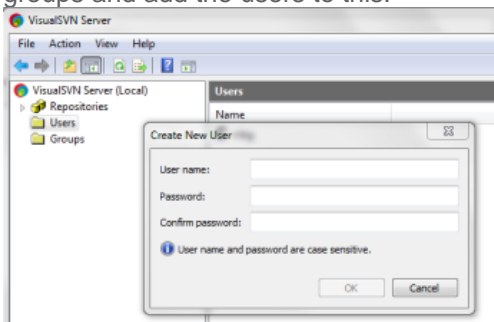 groups and add the users to this.
VisualSVN Server
File Action View Help
VisualSVN Server (Local)
Repositories
Users
Groups
Users
Name
Create New User
User name:
Password:
Confirm password:
User name and password are case sensitive.
OK Cancel